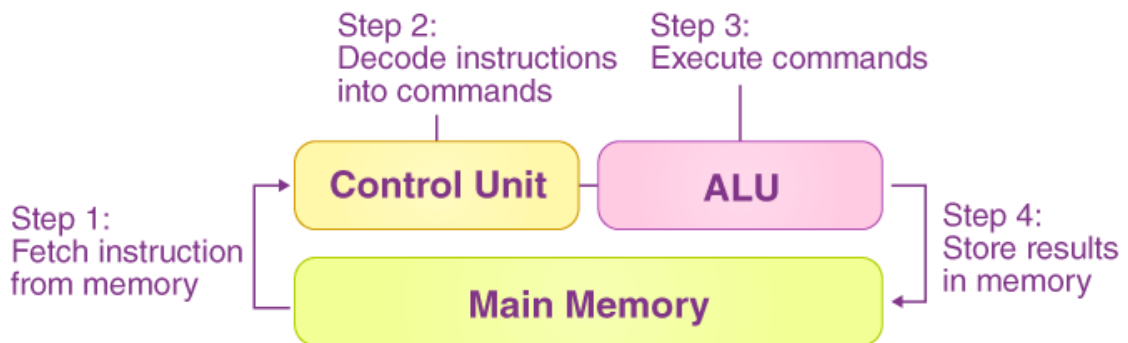 Step 2:
Decode instructions
into commands
Step 3:
Execute commands
Control Unit
ALU
Step 1:
Fetch instruction
from memory
Step 4:
Store results
in memory
Main Memory